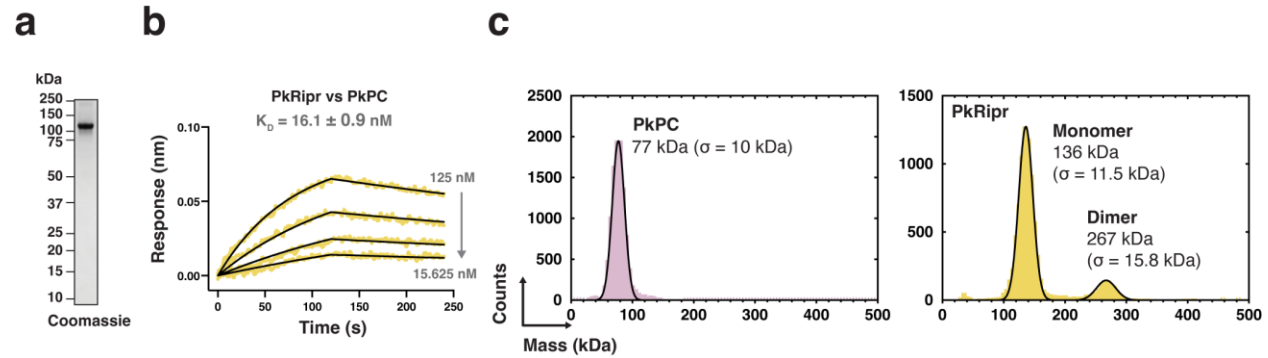 a
b
c
kDa
250
150
100
75
50
37
25
20
15
10
Coomassie
PkRipr vs PkPC
KD = 16.1 ± 0.9 nM
Response (nm)
0.10
0.05
0.00
125 nM
15.625 nM
0 50 100 150 200 250
Time (s)
2500
2000
1500
1000
500
0
PkPC
77 kDa (σ = 10 kDa)
0 100 200 300 400 500
Counts
Mass (kDa)
1500
1000
500
0
PkRipr
Monomer
136 kDa
(σ = 11.5 kDa)
Dimer
267 kDa
(σ = 15.8 kDa)
0 100 200 300 400 500